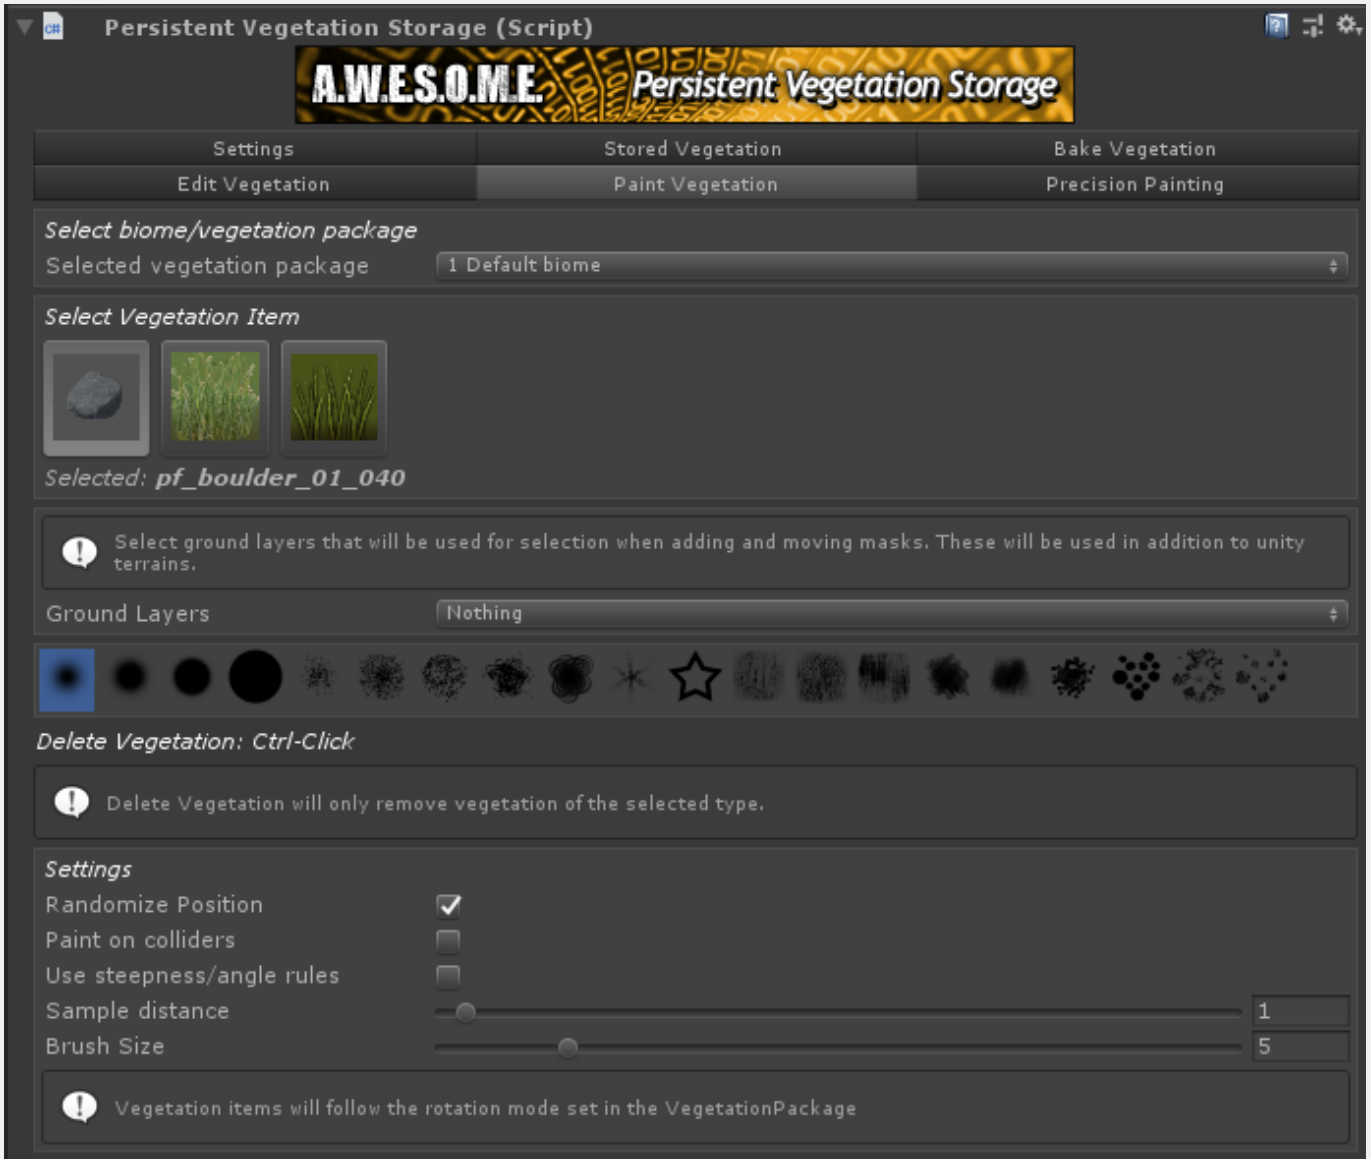 Persistent Vegetation Storage (Script)
A.W.E.S.O.M.E. Persistent Vegetation Storage
Settings Stored Vegetation Bake Vegetation
Edit Vegetation Paint Vegetation Precision Painting
Select biome/vegetation package
Selected vegetation package 1 Default biome
Select Vegetation Item
Selected: pf_boulder_01_040
Select ground layers that will be used for selection when adding and moving masks. These will be used in addition to unity
terrains.
Ground Layers Nothing
Delete Vegetation: Ctrl-Click
Delete Vegetation will only remove vegetation of the selected type.
Settings
Randomize Position
Paint on colliders
Use steepness/angle rules
Sample distance 1
Brush Size 5
Vegetation items will follow the rotation mode set in the VegetationPackage